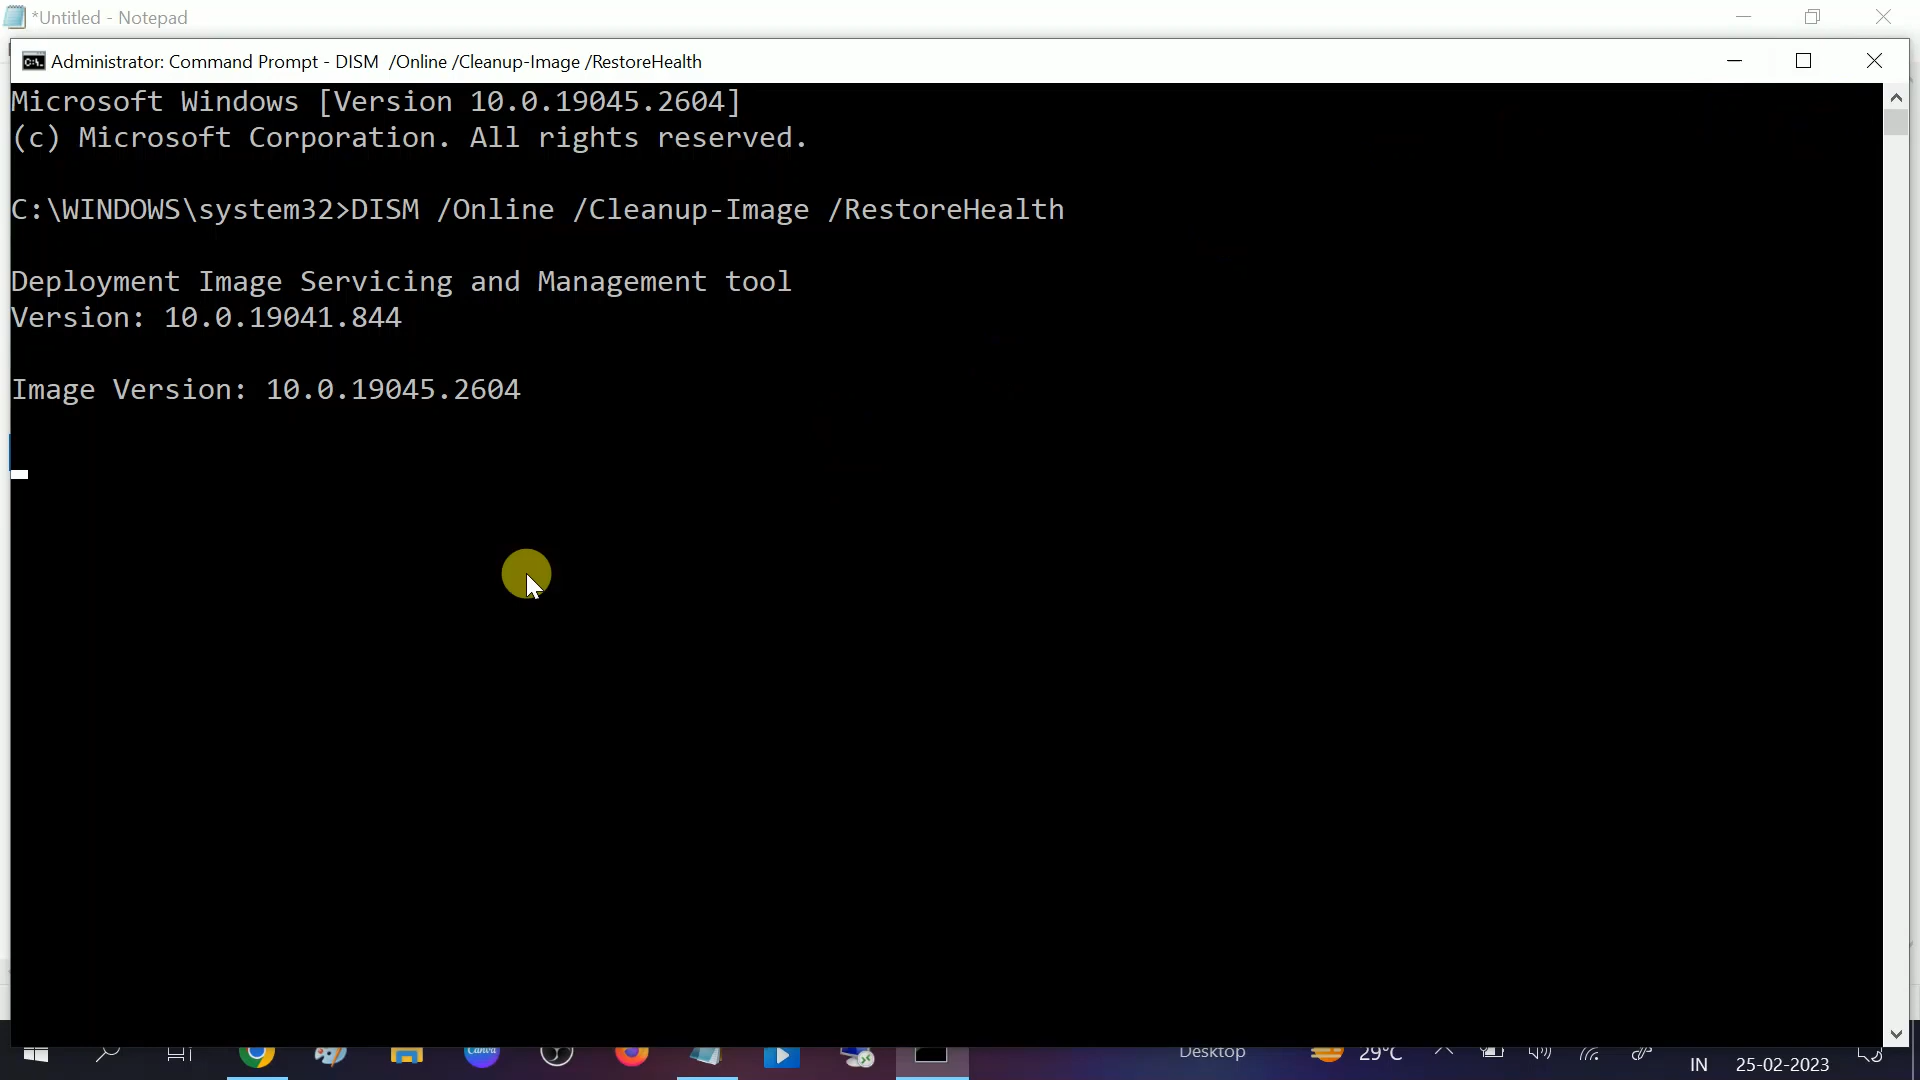 *Untitled - Notepad
Administrator: Command Prompt - DISM  /Online /Cleanup-Image /RestoreHealth
Microsoft Windows [Version 10.0.19045.2604]
(c) Microsoft Corporation. All rights reserved.
C:\WINDOWS\system32>DISM /Online /Cleanup-Image /RestoreHealth
Deployment Image Servicing and Management tool
Version: 10.0.19041.844
Image Version: 10.0.19045.2604
Canva
Desktop
29°C
IN
25-02-2023